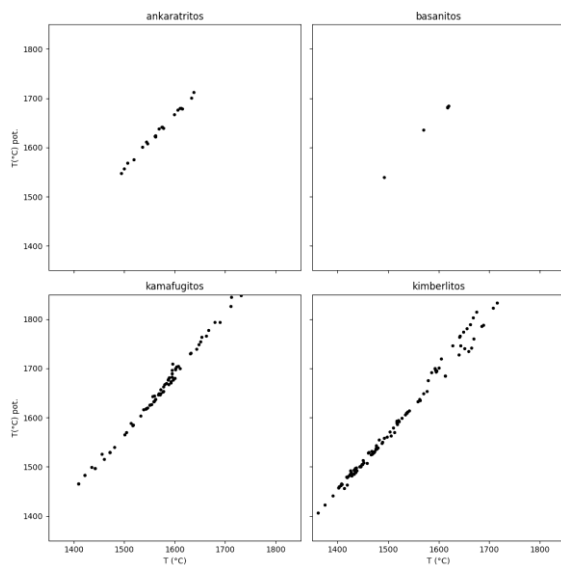 ankaratritos
basanitos
1800
1700
1600
1500
1400
T(°C) pot.
kamafugitos
kimberlitos
1800
1700
1600
1500
1400
T(°C) pot.
1400 1500 1600 1700 1800
1400 1500 1600 1700 1800
T (°C)
T (°C)